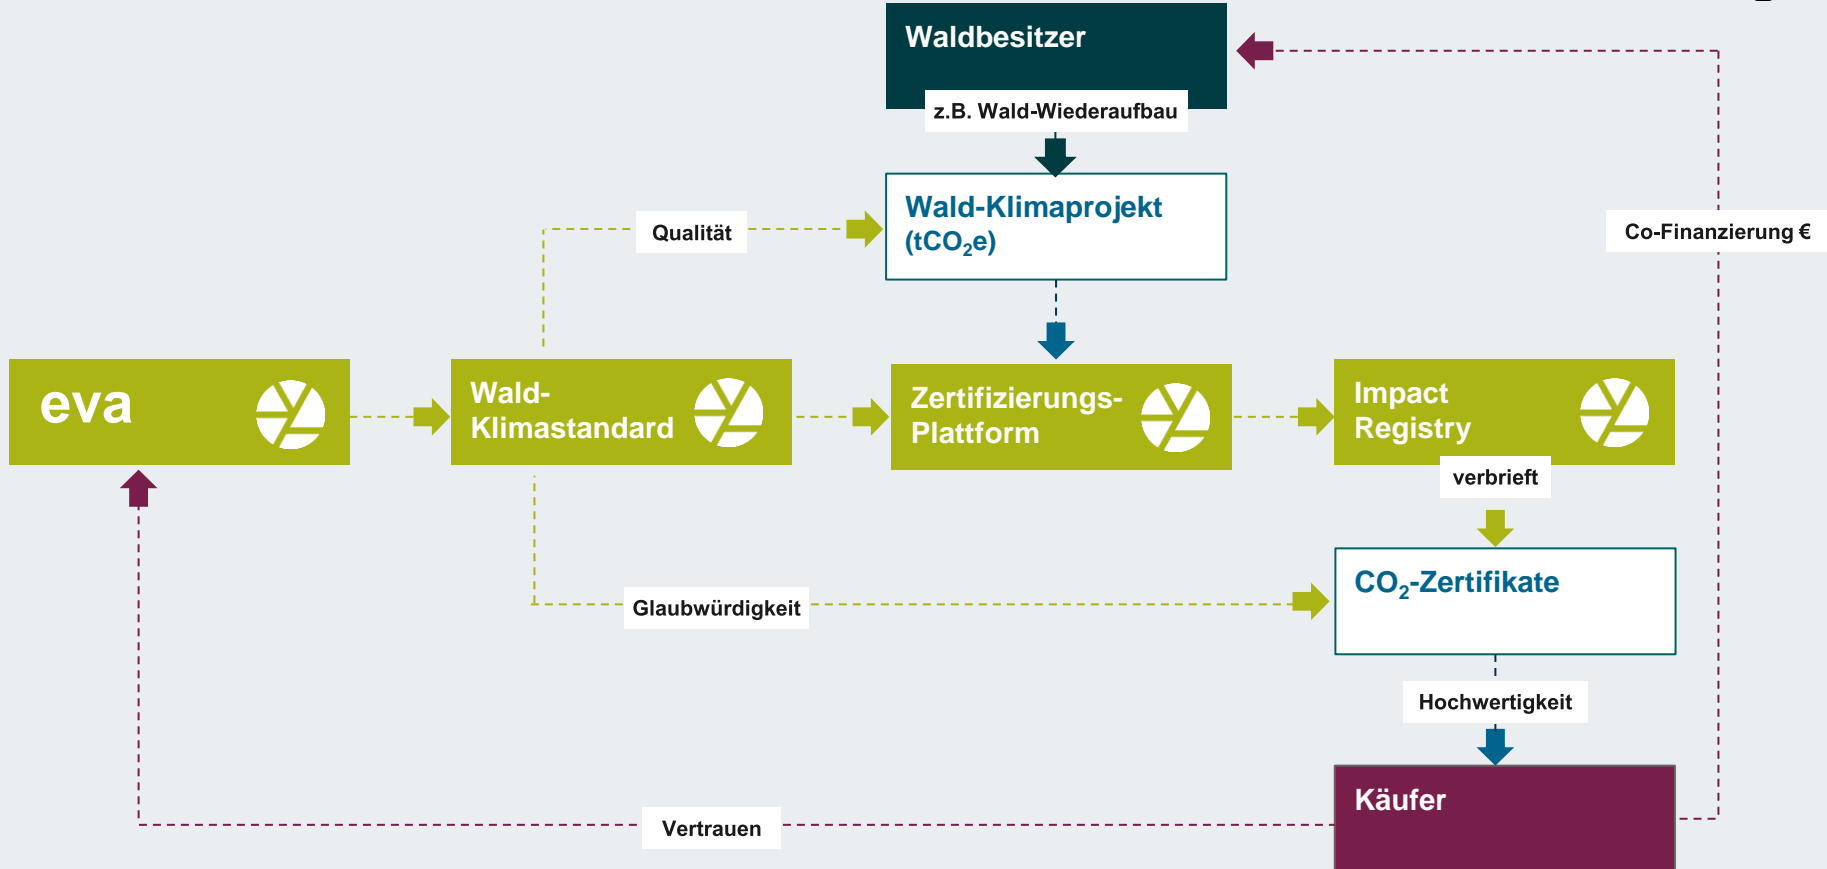 Waldbesitzer
z.B. Wald-Wiederaufbau
Wald-Klimaprojekt
(tCO₂e)
Qualität
Co-Finanzierung €
eva
Wald-
Klimastandard
Zertifizierungs-
Plattform
Impact
Registry
verbrieft
CO₂-Zertifikate
Glaubwürdigkeit
Hochwertigkeit
Käufer
Vertrauen